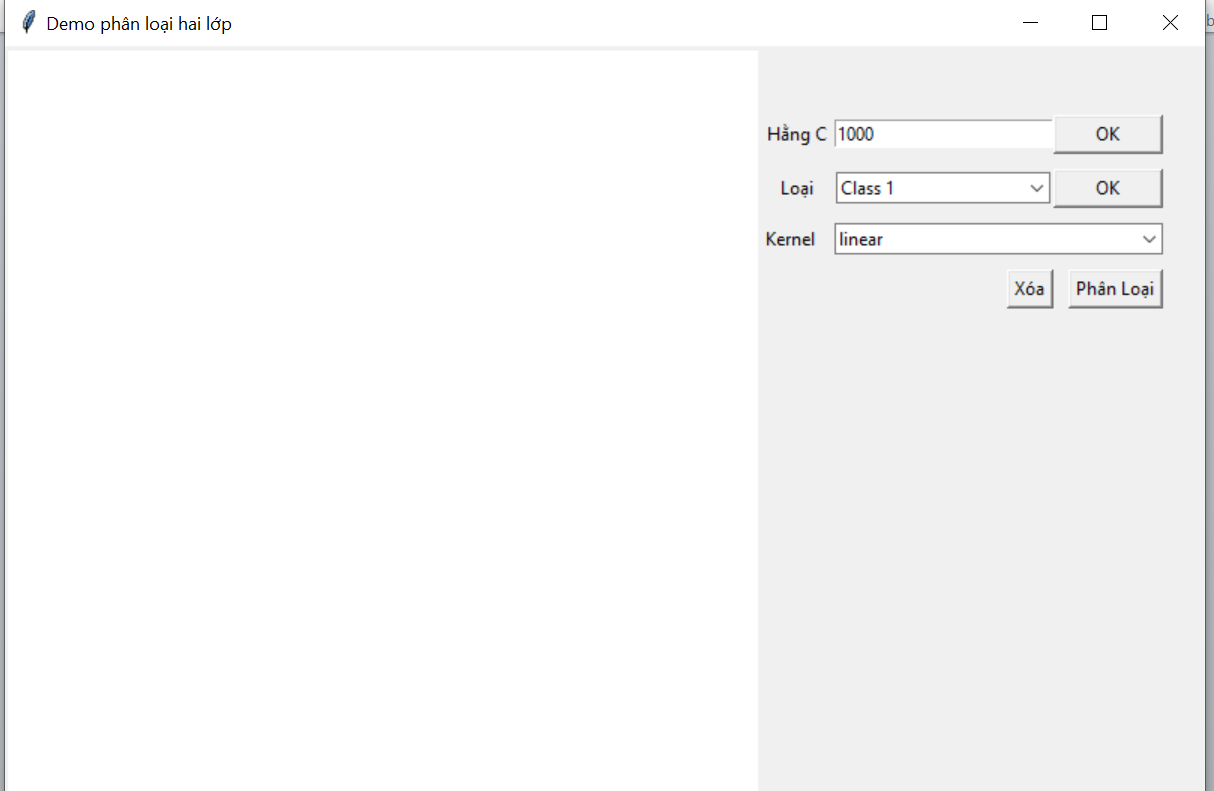 Demo phân loại hai lớp
Hằng C 1000 OK
Loại Class 1 OK
Kernel linear
Xóa Phân Loại
b